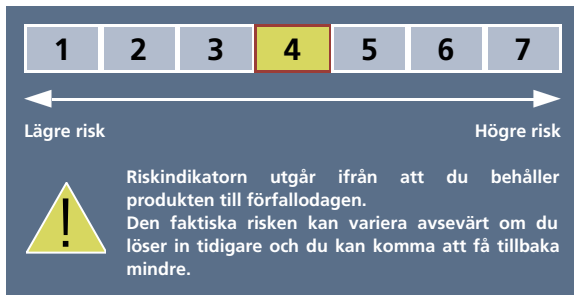 1 2 3 4 5 6 7
Lägre risk Högre risk
Riskindikatorn utgår ifrån att du behåller
produkten till förfallodagen.
Den faktiska risken kan variera avsevärt om du
löser in tidigare och du kan komma att få tillbaka
mindre.